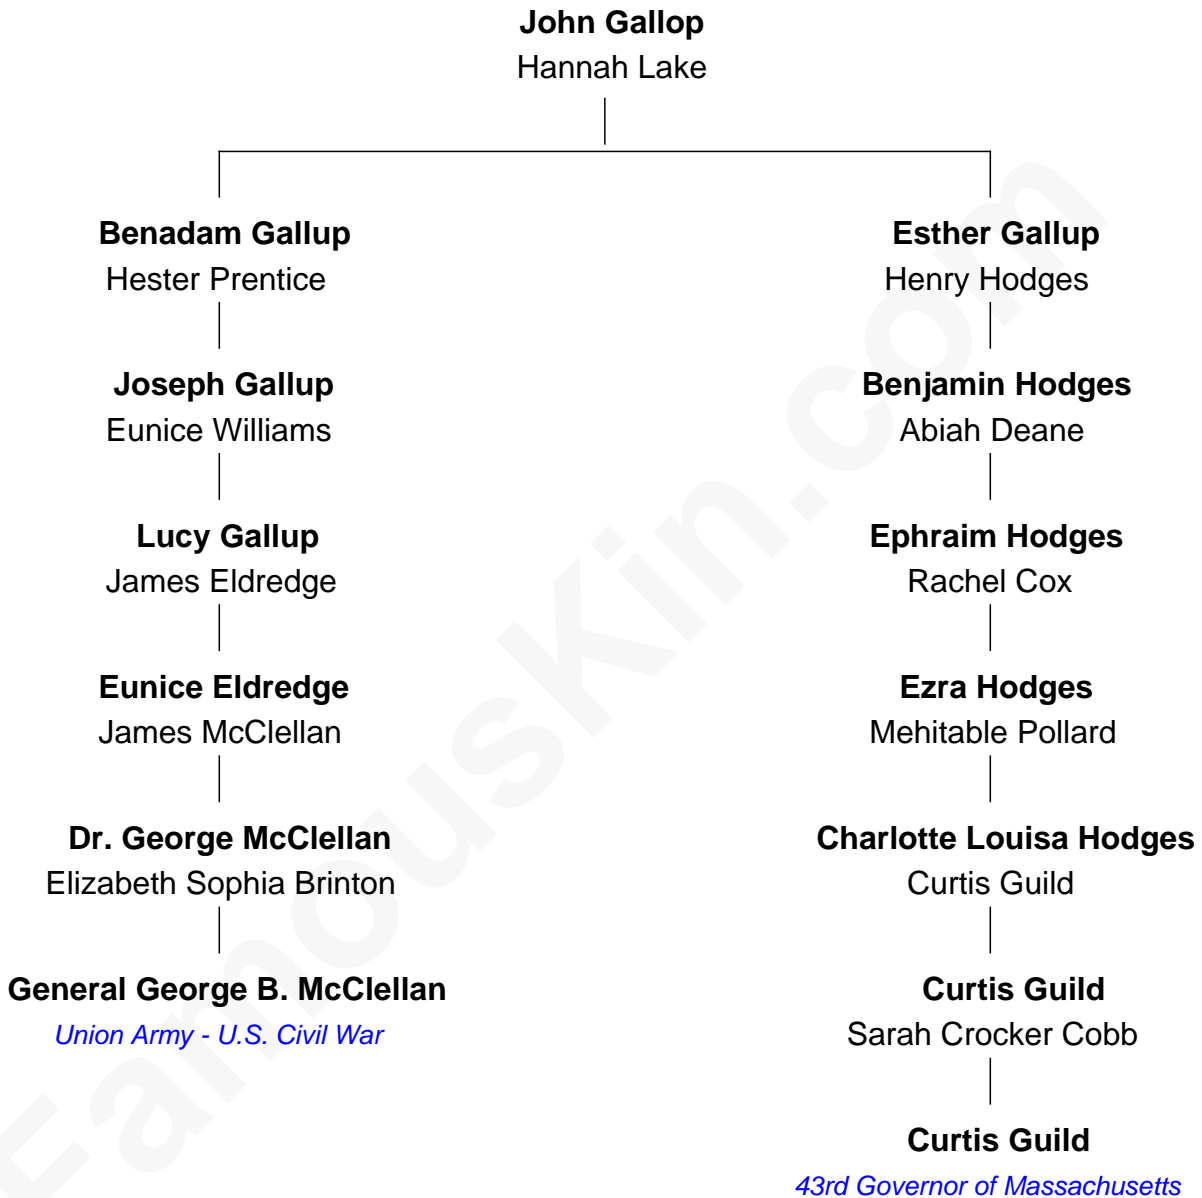 John Gallop
Hannah Lake
Benadam Gallup
Hester Prentice
Joseph Gallup
Eunice Williams
Lucy Gallup
James Eldredge
Eunice Eldredge
James McClellan
Dr. George McClellan
Elizabeth Sophia Brinton
General George B. McClellan
Union Army - U.S. Civil War
Esther Gallup
Henry Hodges
Benjamin Hodges
Abiah Deane
Ephraim Hodges
Rachel Cox
Ezra Hodges
Mehitable Pollard
Charlotte Louisa Hodges
Curtis Guild
Curtis Guild
Sarah Crocker Cobb
Curtis Guild
43rd Governor of Massachusetts
FamousKin.com